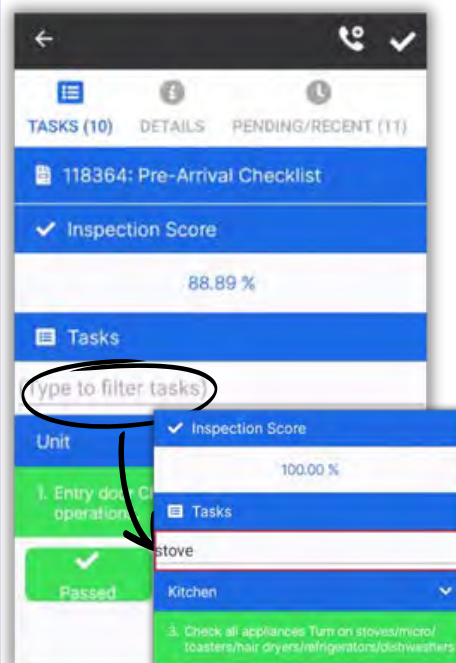 TASKS (10) DETAILS PENDING/RECENT (11)
118364: Pre-Arrival Checklist
Inspection Score
88.89 %
Tasks
(Type to filter tasks)
Unit
1. Entry door
operation
Passed
Inspection Score
100.00 %
Tasks
stove
Kitchen
3. Check all appliances Turn on stoves/micro/
toasters/hair dryers/refrigerators/dishwashers